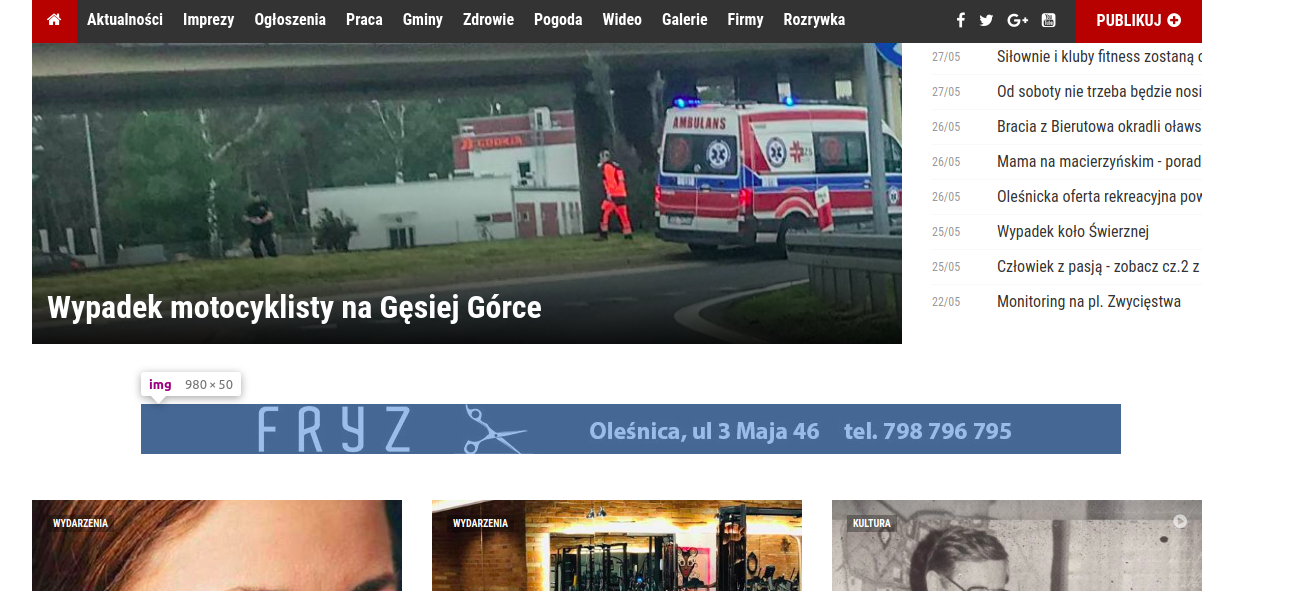 Aktualności Imprezy Ogłoszenia Praca Gminy Zdrowie Pogoda Wideo Galerie Firmy Rozrywka PUBLIKUJ
27/05 Siłownie i kluby fitness zostaną
27/05 Od soboty nie trzeba będzie nosi
26/05 Bracia z Bierutowa okradli oławs
26/05 Mama na macierzyńskim - porad
26/05 Oleśnicka oferta rekreacyjna pow
25/05 Wypadek koło Świerznej
25/05 Człowiek z pasją - zobacz cz.2 z
22/05 Monitoring na pl. Zwycięstwa
AMBULANS
Wypadek motocyklisty na Gęsiej Górce
img 980 × 50
FRYZ Oleśnica, ul 3 Maja 46 tel. 798 796 795
WYDARZENIA
WYDARZENIA
KULTURA